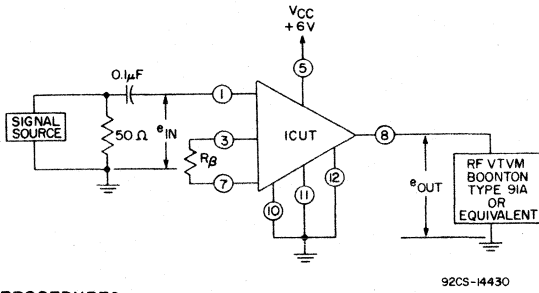 VCC
+6V
5
0.1µF
1
SIGNAL
SOURCE
50 Ω
eIN
3
Rβ
7
ICUT
8
10
11
12
eOUT
RF VTVM
BOONTON
TYPE 91A
OR
EQUIVALENT
92CS-14430